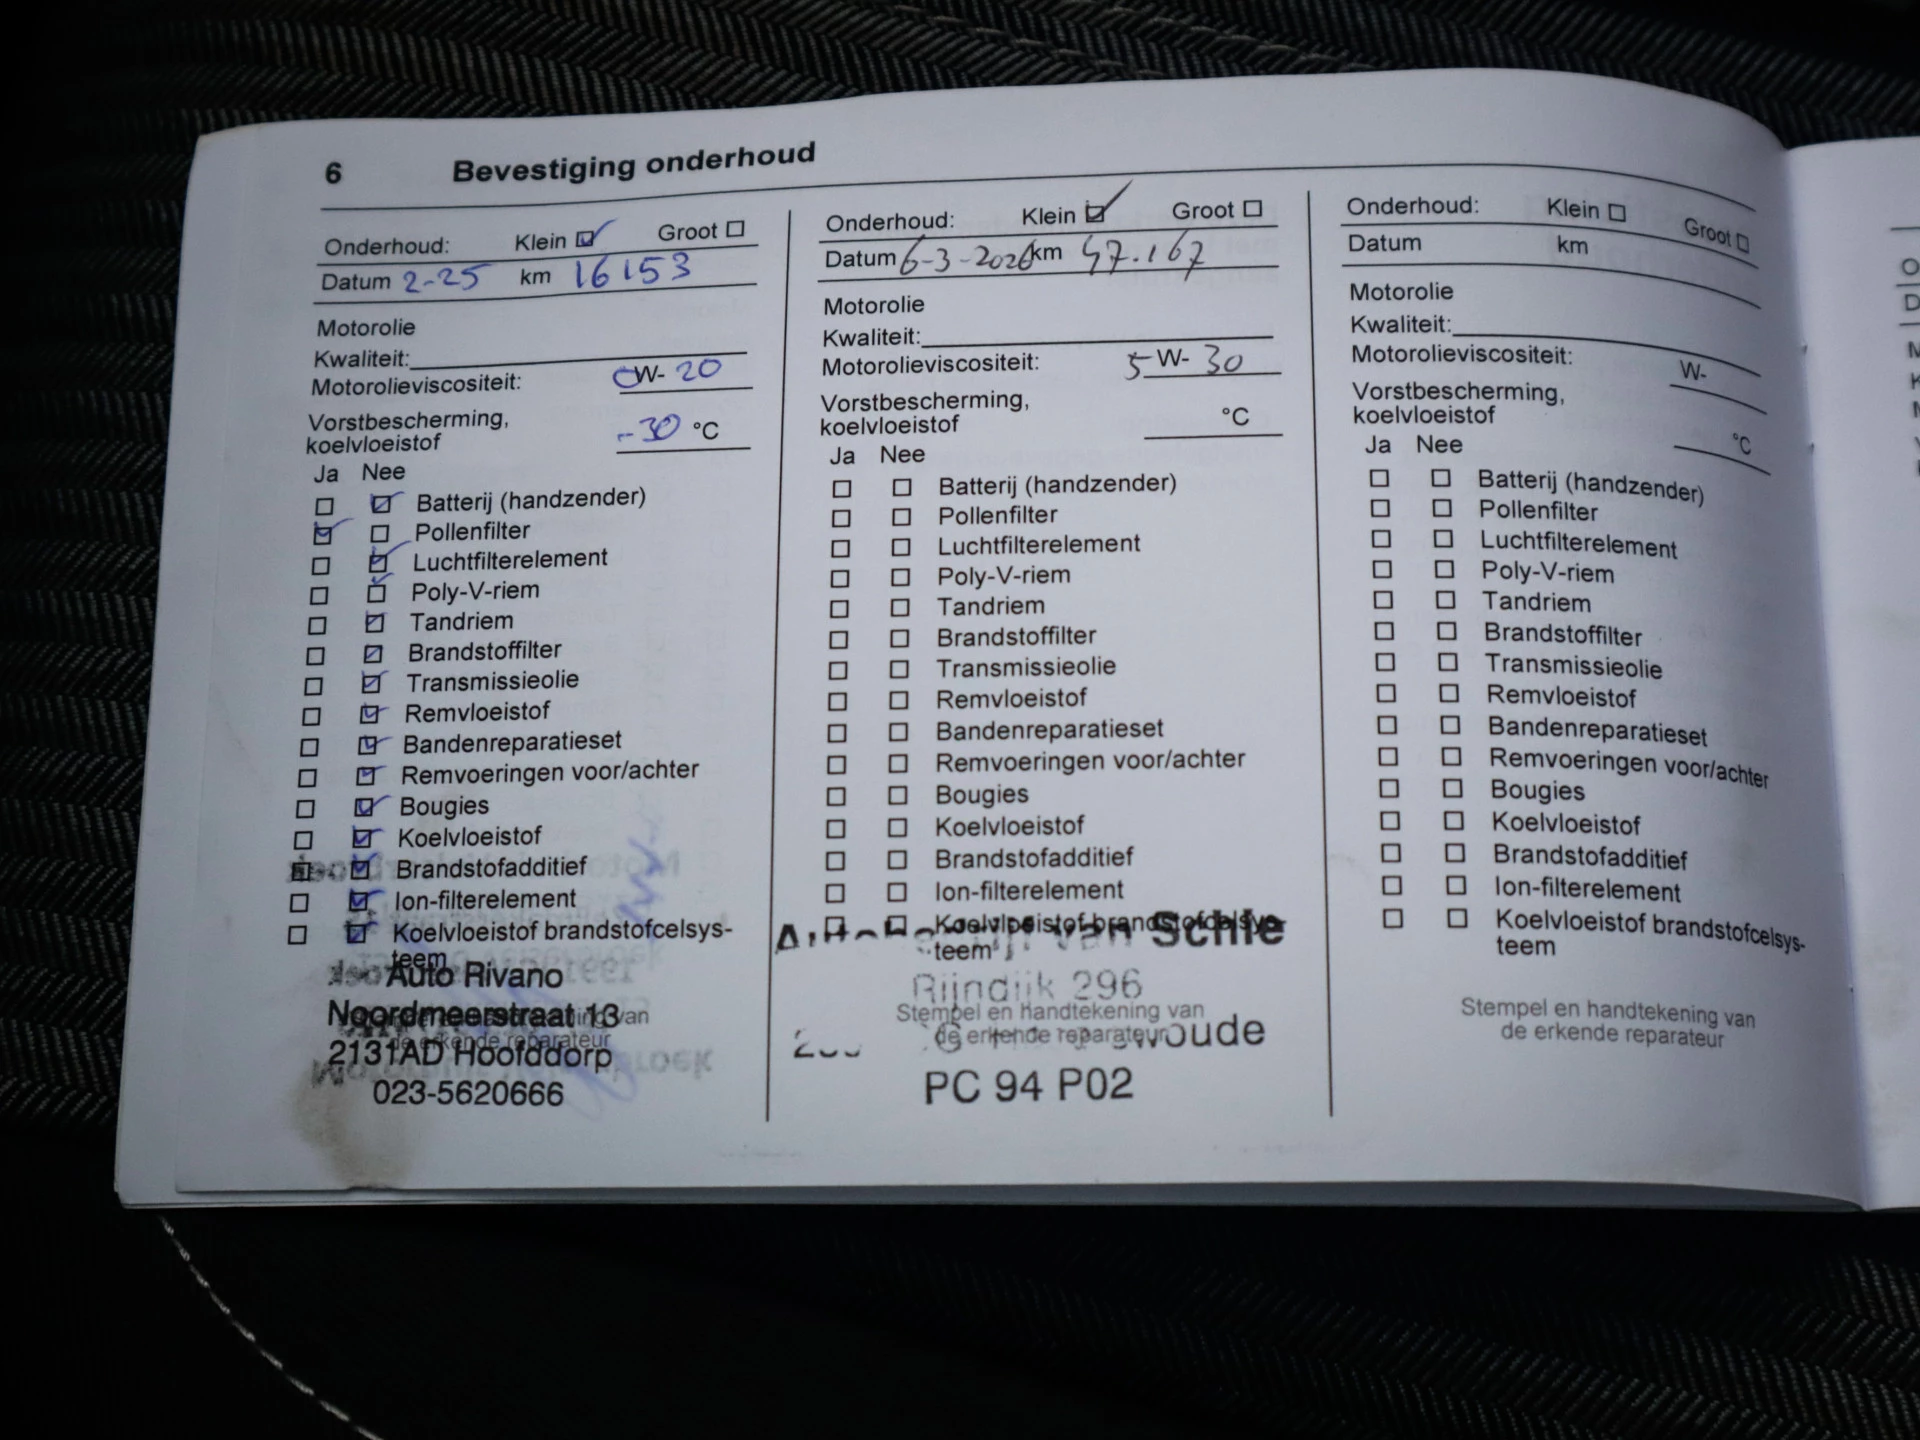 6 Bevestiging onderhoud
Onderhoud: Klein Groot
Datum 2-25 km 16153
Motorolie
Kwaliteit:
Motorolieviscositeit: 0W-20
Vorstbescherming,
koelvloeistof -30 °C
Ja Nee
Batterij (handzender)
Pollenfilter
Luchtfilterelement
Poly-V-riem
Tandriem
Brandstoffilter
Transmissieolie
Remvloeistof
Bandenreparatieset
Remvoeringen voor/achter
Bougies
Koelvloeistof
Brandstofadditief
Ion-filterelement
Koelvloeistof brandstofcelsys-
teem
Auto Rivano
Noordmeerstraat 13
de erkende reparateur
2131AD Hoofddorp
023-5620666
Onderhoud: Klein Groot
Datum 6-3-2026 km 47.167
Motorolie
Kwaliteit:
Motorolieviscositeit: 5W-30
Vorstbescherming,
koelvloeistof °C
Ja Nee
Batterij (handzender)
Pollenfilter
Luchtfilterelement
Poly-V-riem
Tandriem
Brandstoffilter
Transmissieolie
Remvloeistof
Bandenreparatieset
Remvoeringen voor/achter
Bougies
Koelvloeistof
Brandstofadditief
Ion-filterelement
Koelvloeistof brandstofcelsys-
teem
van Schie
Rijndijk 296
Stempel en handtekening van
de erkende reparateur
PC 94 P02
Onderhoud: Klein Groot
Datum km
Motorolie
Kwaliteit:
Motorolieviscositeit: W-
Vorstbescherming,
koelvloeistof °C
Ja Nee
Batterij (handzender)
Pollenfilter
Luchtfilterelement
Poly-V-riem
Tandriem
Brandstoffilter
Transmissieolie
Remvloeistof
Bandenreparatieset
Remvoeringen voor/achter
Bougies
Koelvloeistof
Brandstofadditief
Ion-filterelement
Koelvloeistof brandstofcelsys-
teem
Stempel en handtekening van
de erkende reparateur